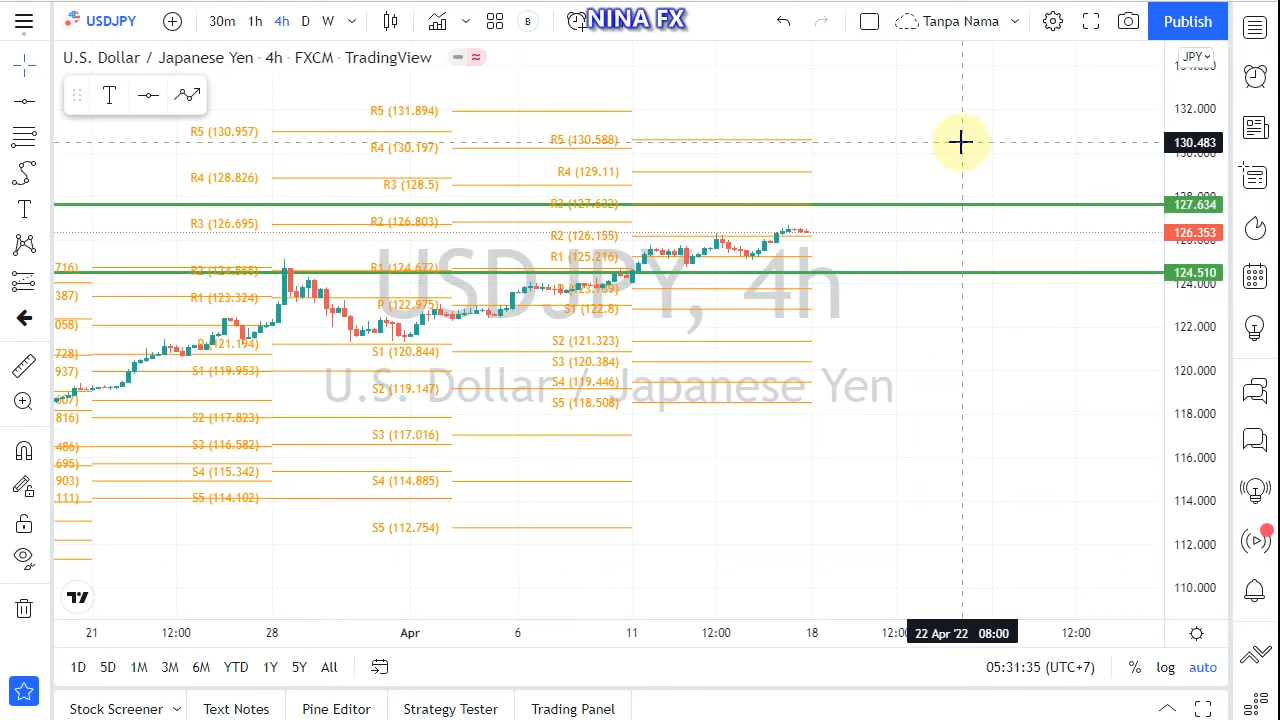 USDJPY
30m 1h 4h D W
B
NINA FX
Tanpa Nama
Publish
U.S. Dollar / Japanese Yen · 4h · FXCM · TradingView
JPY
T
USDJPY, 4h
U.S. Dollar / Japanese Yen
R5 (130.957)
R4 (128.826)
R3 (126.695)
R1 (123.324)
P (121.194)
S1 (119.953)
S2 (117.823)
S3 (116.582)
S4 (115.342)
S5 (114.102)
R5 (131.894)
R4 (130.197)
R3 (128.5)
R2 (126.803)
R1 (124.672)
P (122.975)
S1 (120.844)
S2 (119.147)
S3 (117.016)
S4 (114.885)
S5 (112.754)
R5 (130.588)
R4 (129.11)
R3 (127.632)
R2 (126.155)
R1 (125.216)
S1 (122.8)
S2 (121.323)
S3 (120.384)
S4 (119.446)
S5 (118.508)
716)
387)
058)
728)
937)
816)
486)
695)
903)
111)
132.000
130.483
127.634
126.353
124.510
124.000
122.000
120.000
118.000
116.000
114.000
112.000
110.000
21 12:00 28 Apr 6 11 12:00 18 12:00 22 Apr '22 08:00 12:00
1D 5D 1M 3M 6M YTD 1Y 5Y All
05:31:35 (UTC+7) % log auto
Stock Screener Text Notes Pine Editor Strategy Tester Trading Panel